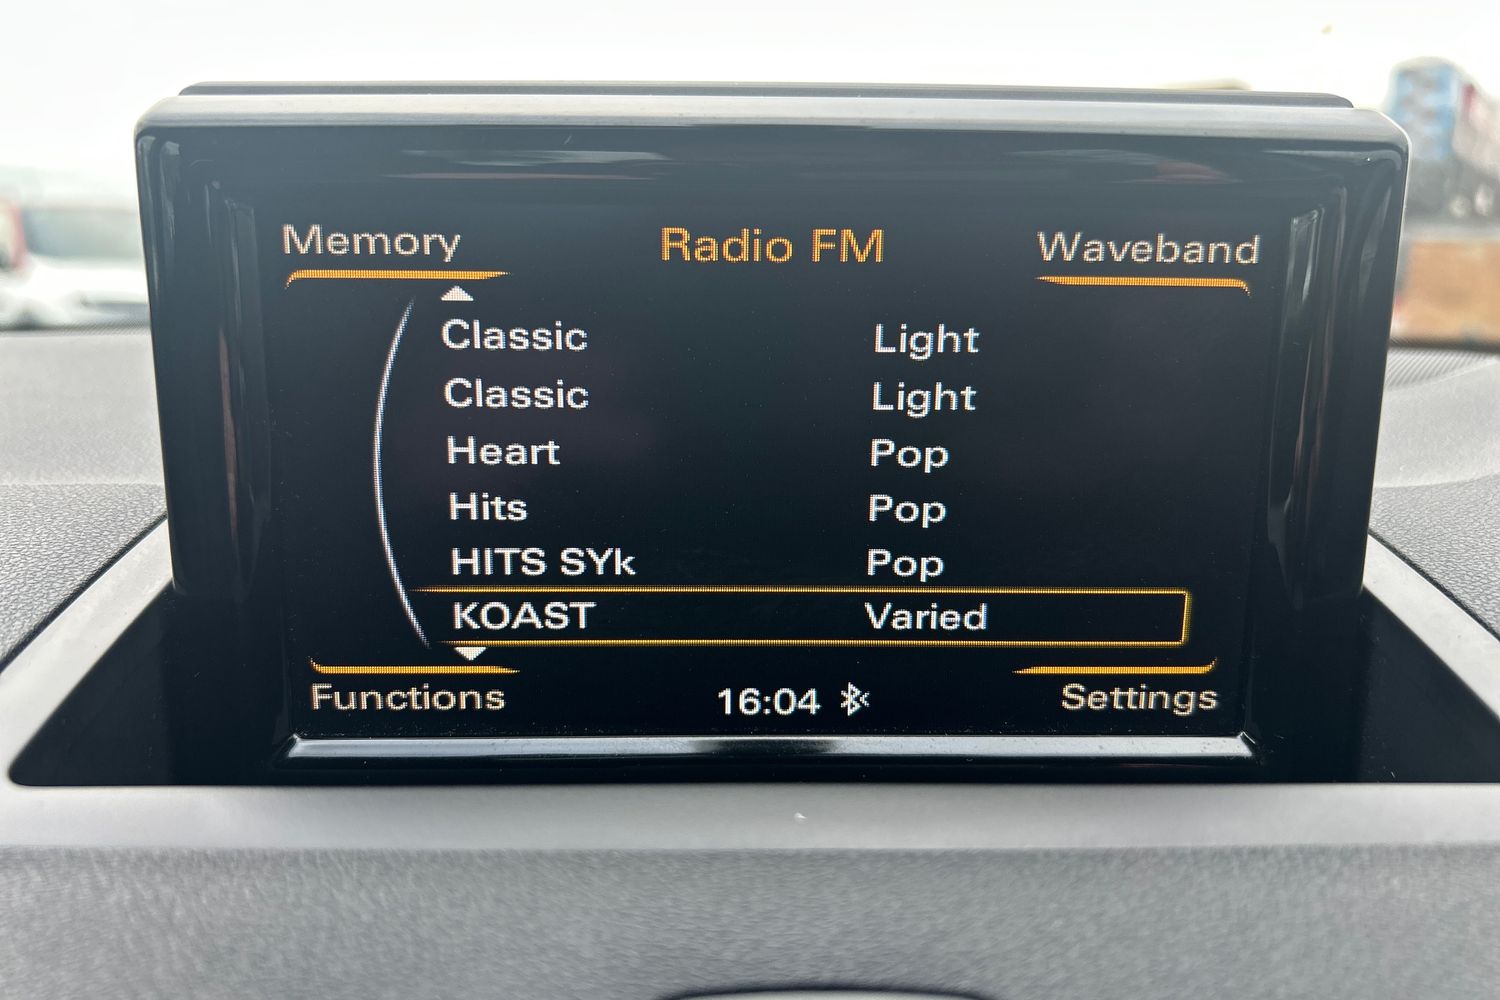 Memory Radio FM Waveband
Classic Light
Classic Light
Heart Pop
Hits Pop
HITS SYk Pop
KOAST Varied
Functions 16:04 Settings